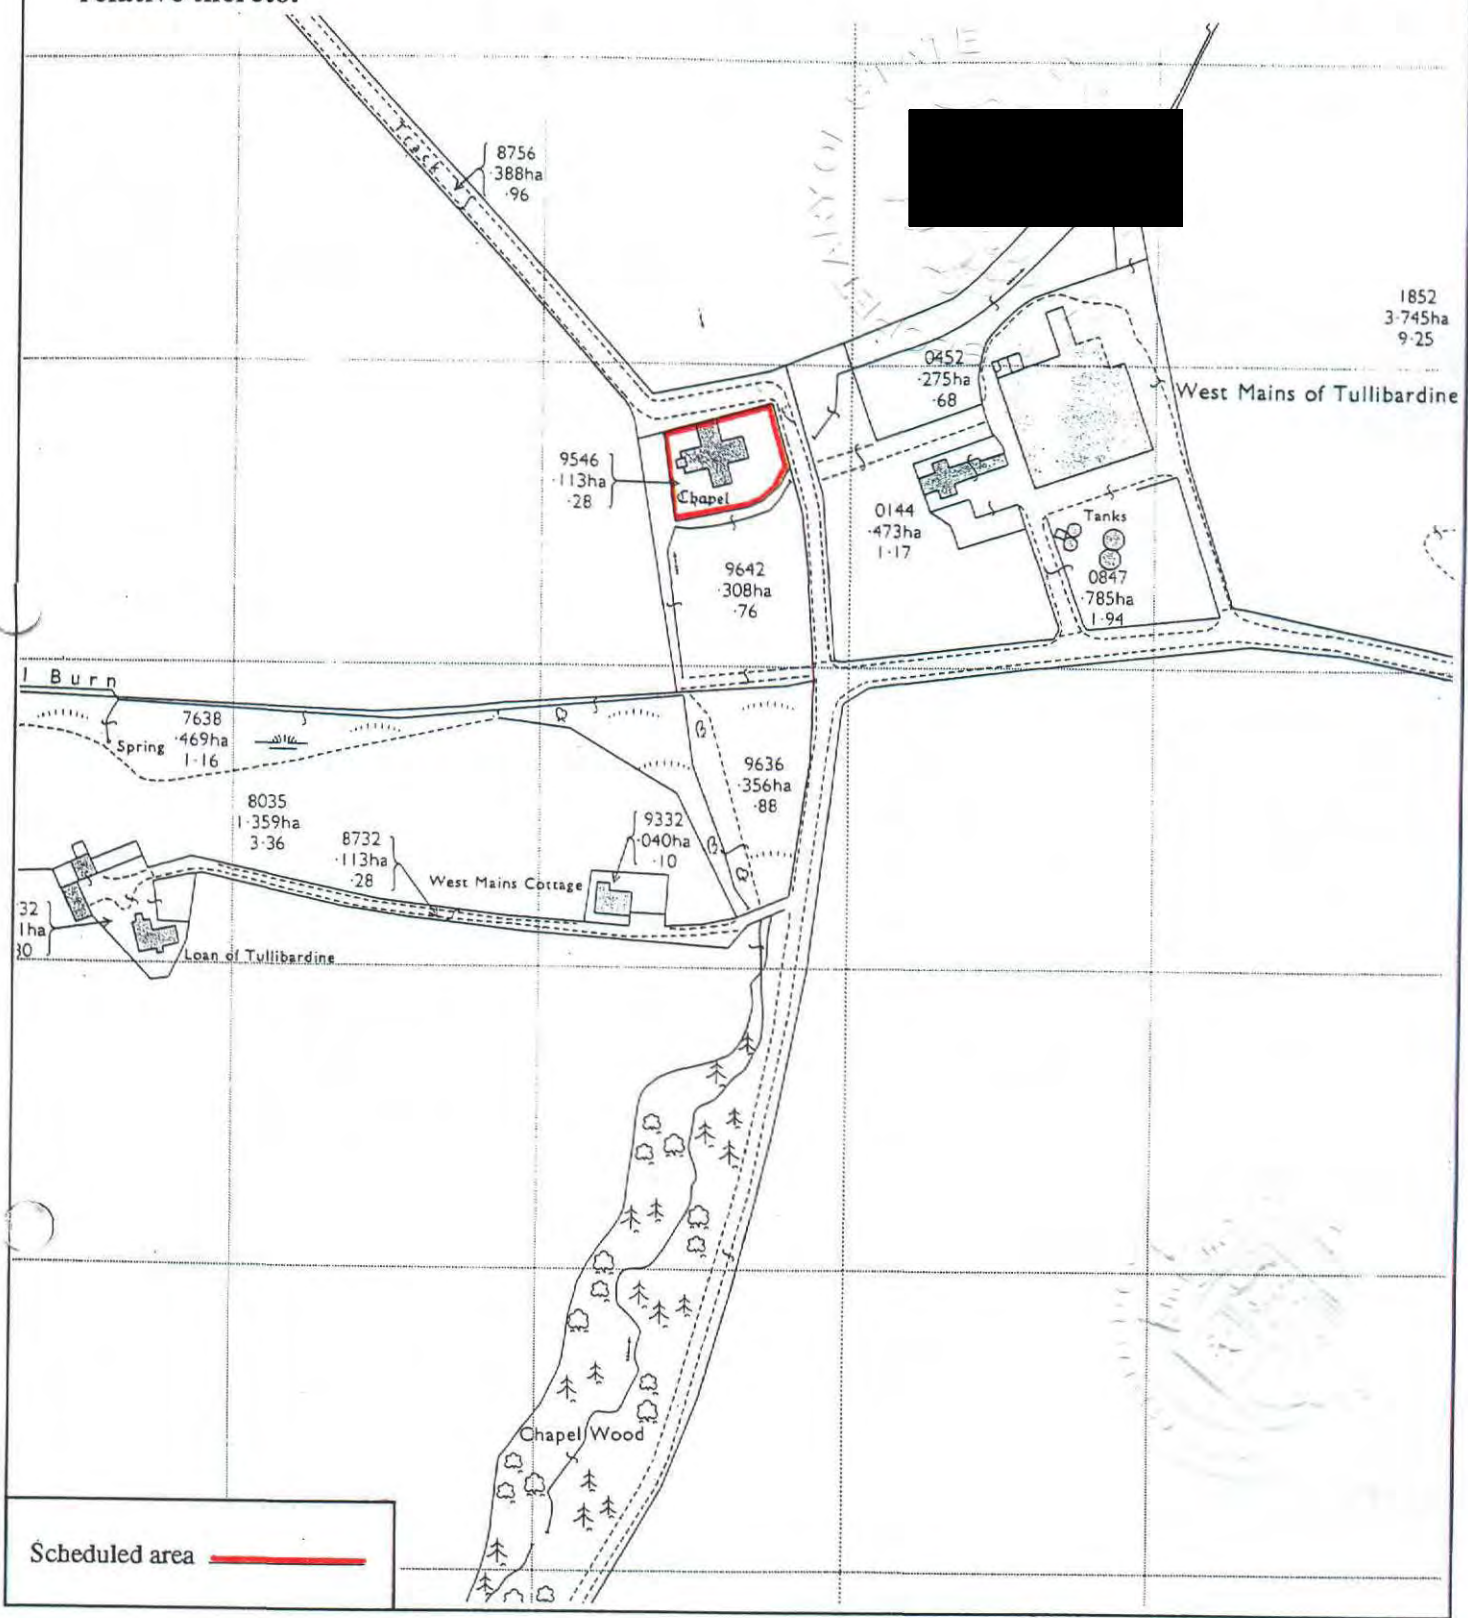 relative thereto.
Track
8756
·388ha
·96
1852
3·745ha
9·25
0452
·275ha
·68
West Mains of Tullibardine
9546
·113ha
·28
Chapel
0144
·473ha
1·17
Tanks
0847
·785ha
1·94
9642
·308ha
·76
l Burn
7638
·469ha
1·16
Spring
9636
·356ha
·88
8035
1·359ha
3·36
8732
·113ha
·28
9332
·040ha
·10
West Mains Cottage
32
1ha
30
Loan of Tullibardine
Chapel Wood
Scheduled area